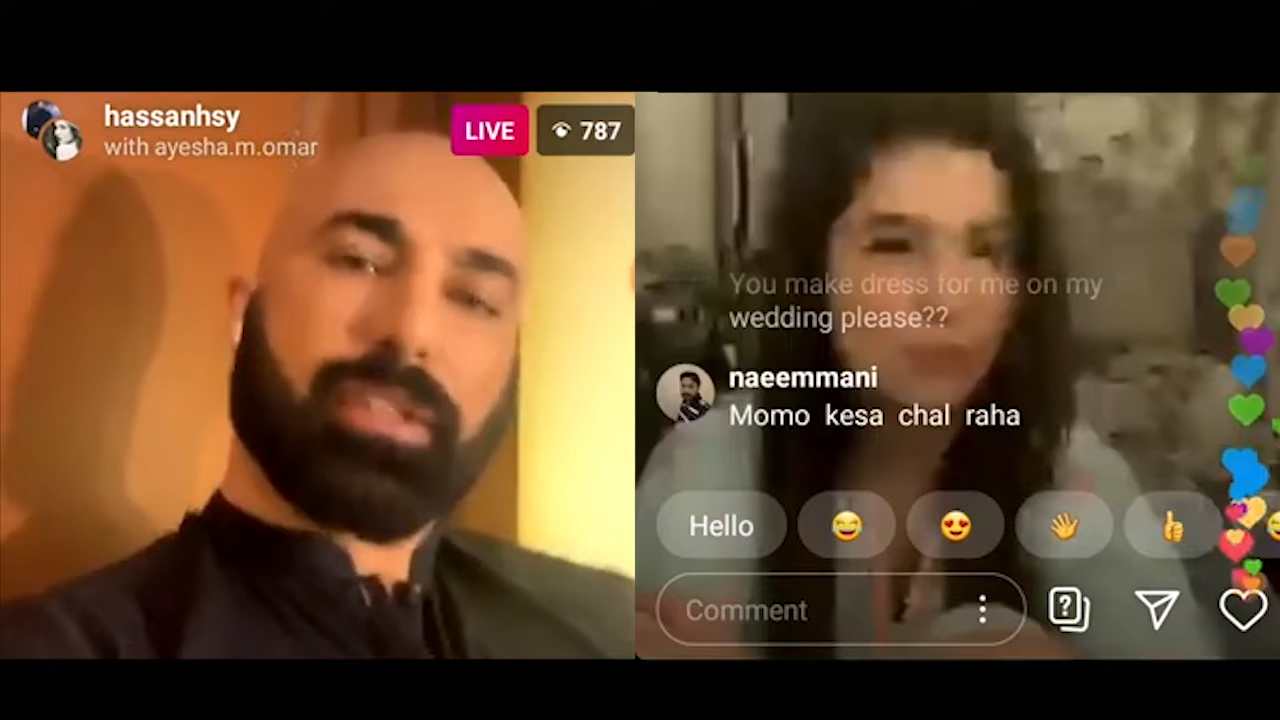 hassanhsy
with ayesha.m.omar
LIVE
787
You make dress for me on my
wedding please??
naeemmani
Momo kesa chal raha
Hello
Comment